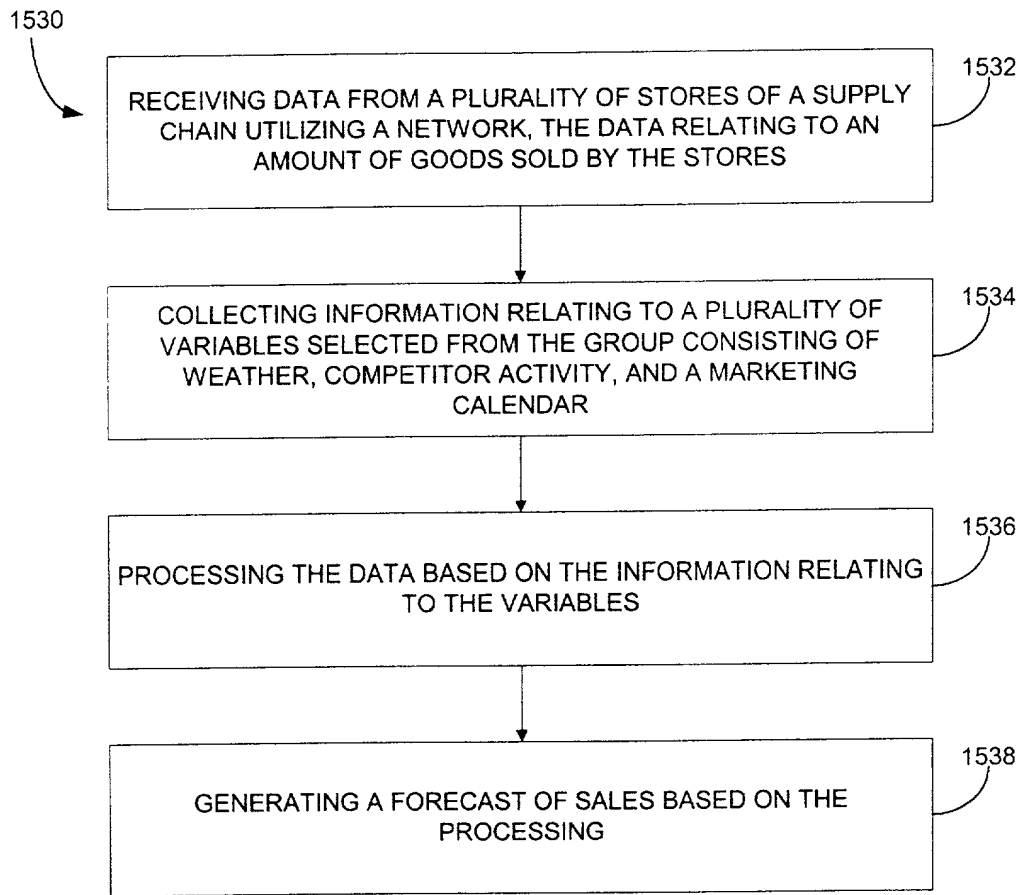 1530
1532
RECEIVING DATA FROM A PLURALITY OF STORES OF A SUPPLY
CHAIN UTILIZING A NETWORK, THE DATA RELATING TO AN
AMOUNT OF GOODS SOLD BY THE STORES
1534
COLLECTING INFORMATION RELATING TO A PLURALITY OF
VARIABLES SELECTED FROM THE GROUP CONSISTING OF
WEATHER, COMPETITOR ACTIVITY, AND A MARKETING
CALENDAR
1536
PROCESSING THE DATA BASED ON THE INFORMATION RELATING
TO THE VARIABLES
1538
GENERATING A FORECAST OF SALES BASED ON THE
PROCESSING